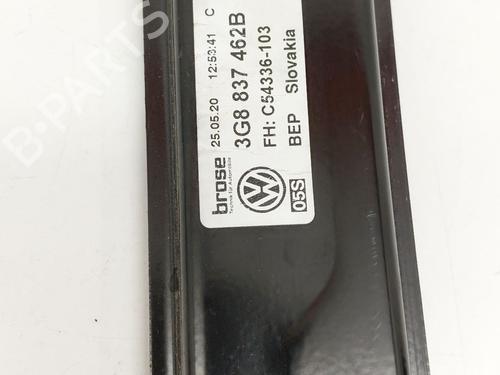 25.05.20 12:53:41 C
3G8 837 462B
FH: C54336-103
BEP Slovakia
brose
Technik für Automobile
VW
05S
B-PARTS